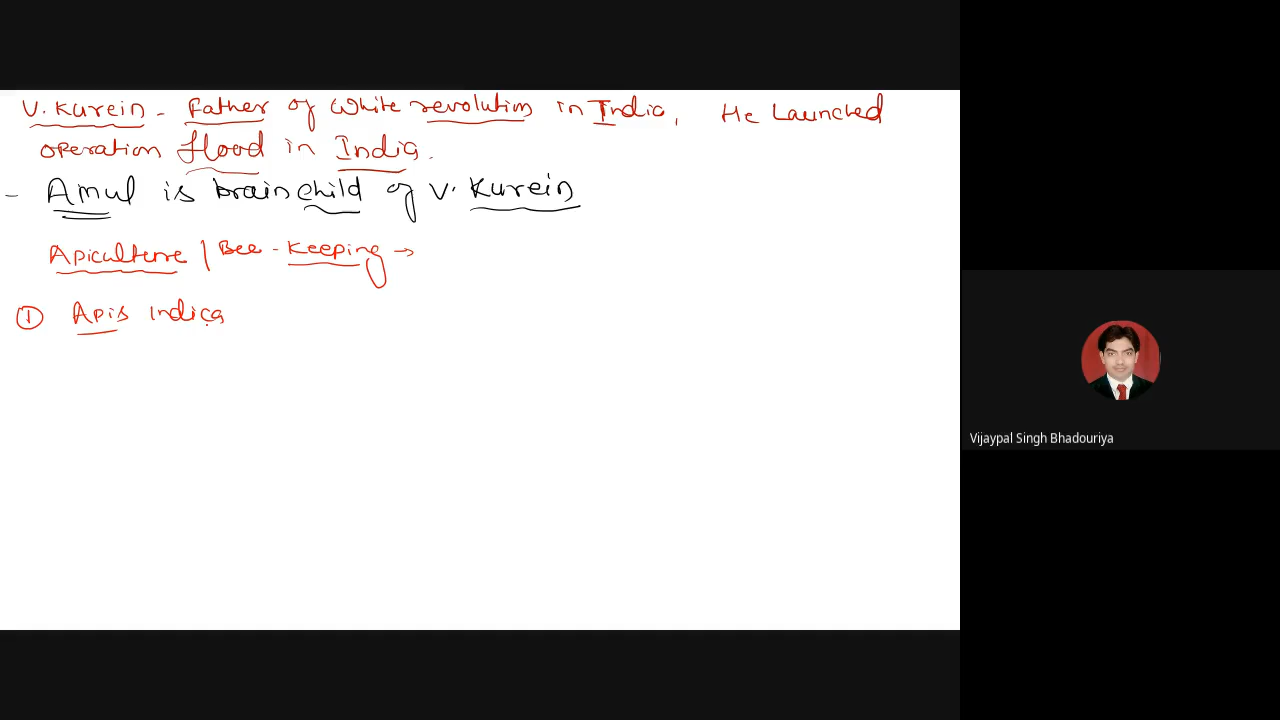 V. Kurein - Father of white revolution in India, He Launched
operation flood in India.
- Amul is brainchild of V. Kurein
Apiculture / Bee - Keeping →
① Apis indica
Vijaypal Singh Bhadouriya